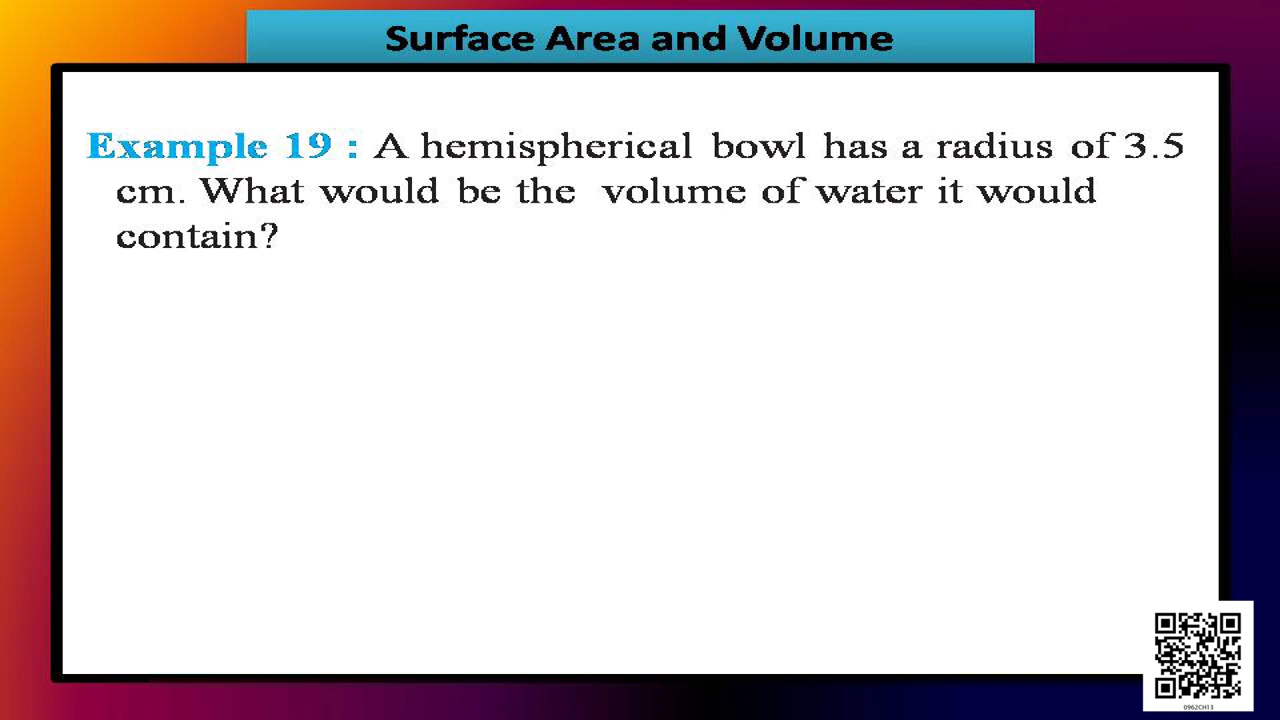 Surface Area and Volume
Example 19 : A hemispherical bowl has a radius of 3.5
cm. What would be the volume of water it would
contain?
0962CH13